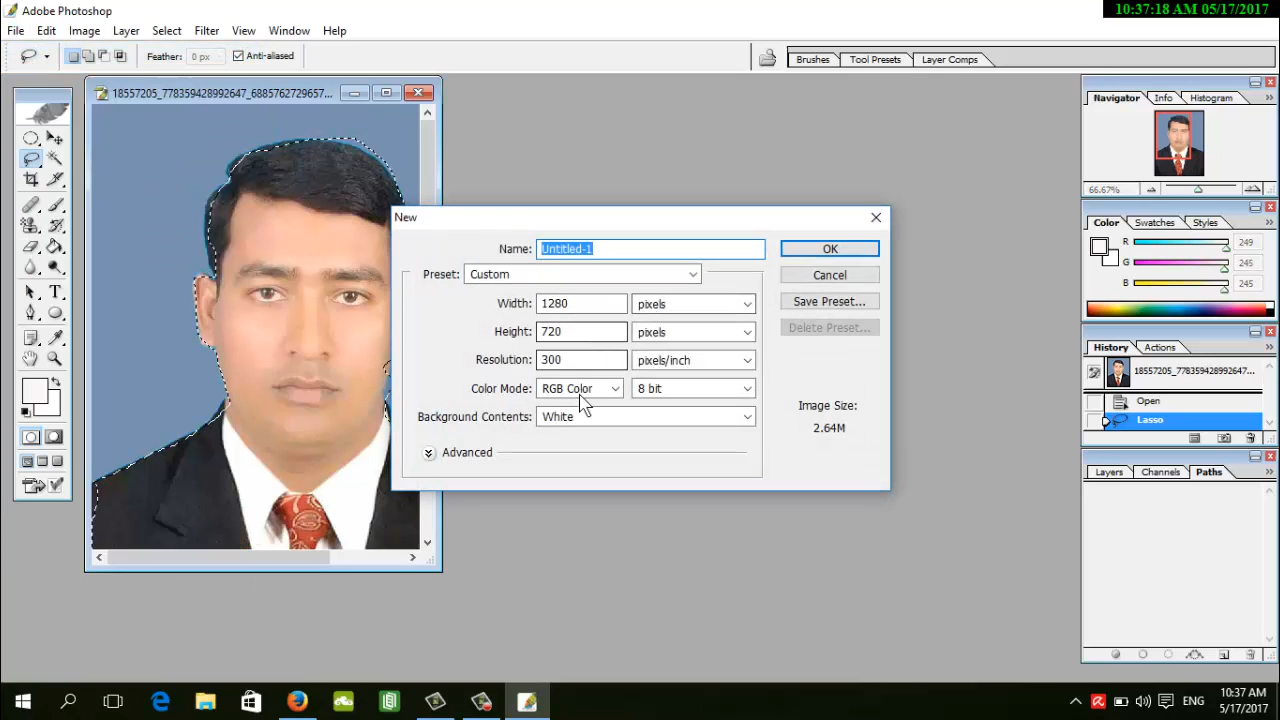 10:37:18 AM 05/17/2017
Adobe Photoshop
File Edit Image Layer Select Filter View Window Help
Feather: 0 px Anti-aliased
Brushes Tool Presets Layer Comps
18557205_778359428992647_6885762729657...
Navigator Info Histogram
66.67%
Color Swatches Styles
R 249
G 245
B 245
History Actions
18557205_778359428992647...
Open
Lasso
Layers Channels Paths
New
Name: Untitled-1
OK
Preset: Custom
Cancel
Width: 1280 pixels
Save Preset...
Height: 720 pixels
Delete Preset...
Resolution: 300 pixels/inch
Color Mode: RGB Color 8 bit
Image Size:
Background Contents: White
2.64M
Advanced
ENG
10:37 AM
5/17/2017